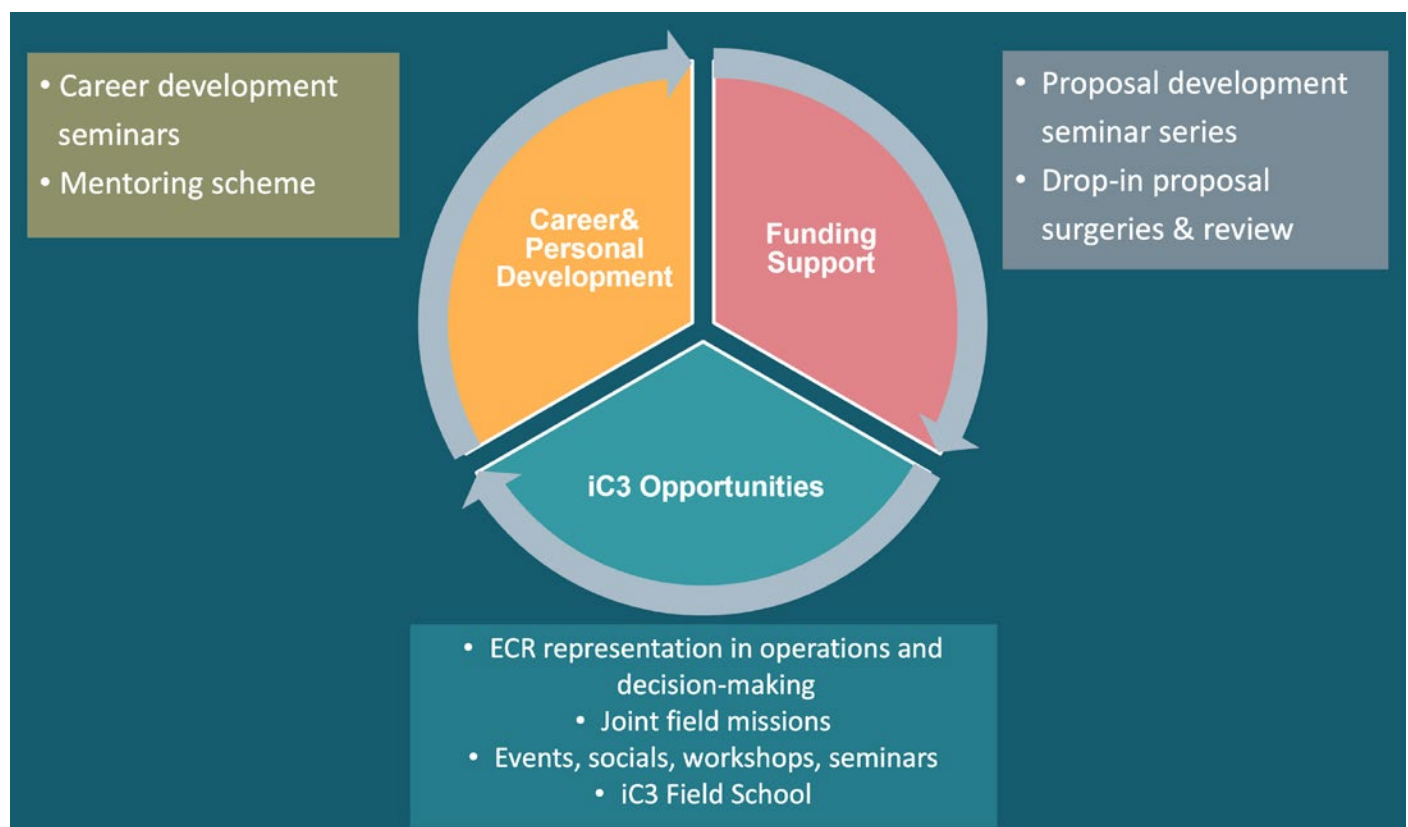 • Career development
seminars
• Mentoring scheme
Career&
Personal
Development
Funding
Support
• Proposal development
seminar series
• Drop-in proposal
surgeries & review
iC3 Opportunities
• ECR representation in operations and
decision-making
• Joint field missions
• Events, socials, workshops, seminars
• iC3 Field School